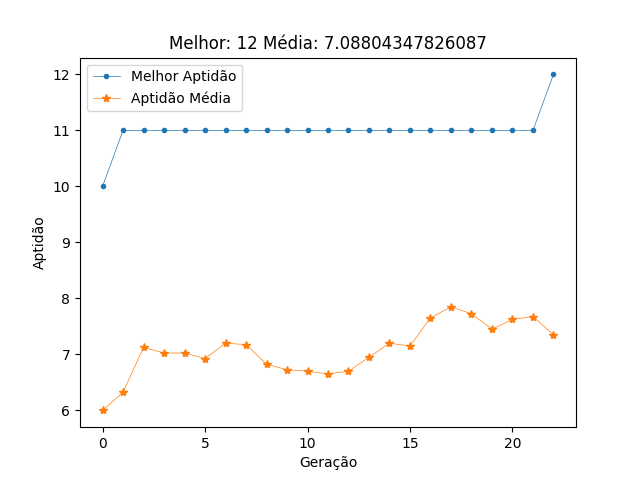 Melhor: 12 Média: 7.08804347826087
Melhor Aptidão
Aptidão Média
12
11
10
9
8
7
6
Aptidão
0 5 10 15 20
Geração